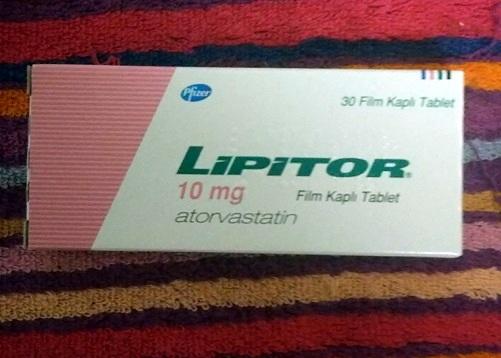 Pfizer
30 Film Kaplı Tablet
LIPITOR®
10 mg Film Kaplı Tablet
atorvastatin